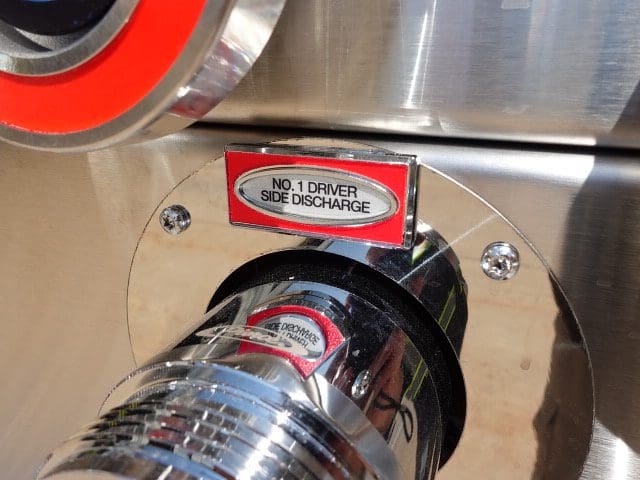 NO. 1 DRIVER
SIDE DISCHARGE